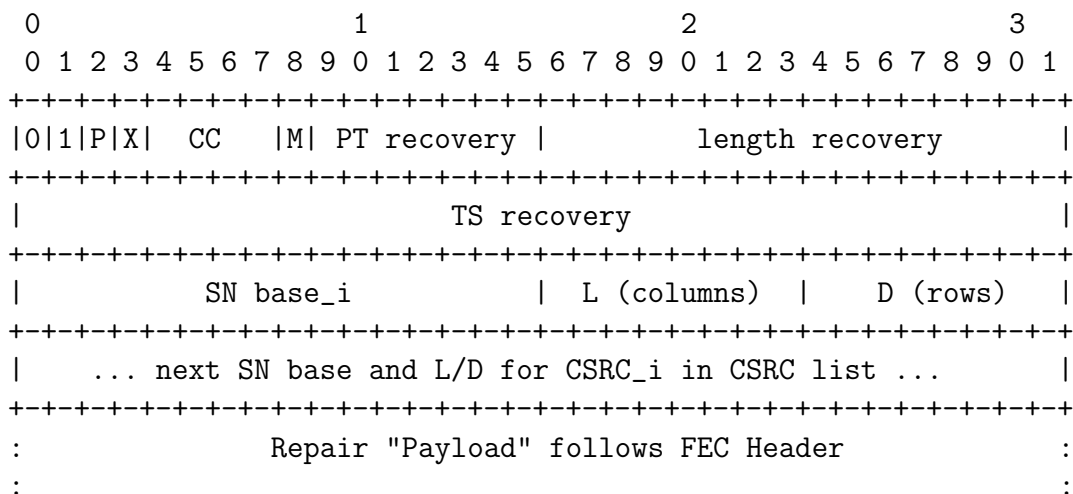 0                   1                   2                   3
 0 1 2 3 4 5 6 7 8 9 0 1 2 3 4 5 6 7 8 9 0 1 2 3 4 5 6 7 8 9 0 1
+-+-+-+-+-+-+-+-+-+-+-+-+-+-+-+-+-+-+-+-+-+-+-+-+-+-+-+-+-+-+-+-+
|0|1|P|X|  CC   |M| PT recovery |         length recovery       |
+-+-+-+-+-+-+-+-+-+-+-+-+-+-+-+-+-+-+-+-+-+-+-+-+-+-+-+-+-+-+-+-+
|                          TS recovery                          |
+-+-+-+-+-+-+-+-+-+-+-+-+-+-+-+-+-+-+-+-+-+-+-+-+-+-+-+-+-+-+-+-+
|           SN base_i           |  L (columns)  |    D (rows)   |
+-+-+-+-+-+-+-+-+-+-+-+-+-+-+-+-+-+-+-+-+-+-+-+-+-+-+-+-+-+-+-+-+
|    ... next SN base and L/D for CSRC_i in CSRC list ...       |
+-+-+-+-+-+-+-+-+-+-+-+-+-+-+-+-+-+-+-+-+-+-+-+-+-+-+-+-+-+-+-+-+
:               Repair "Payload" follows FEC Header             :
:                                                               :